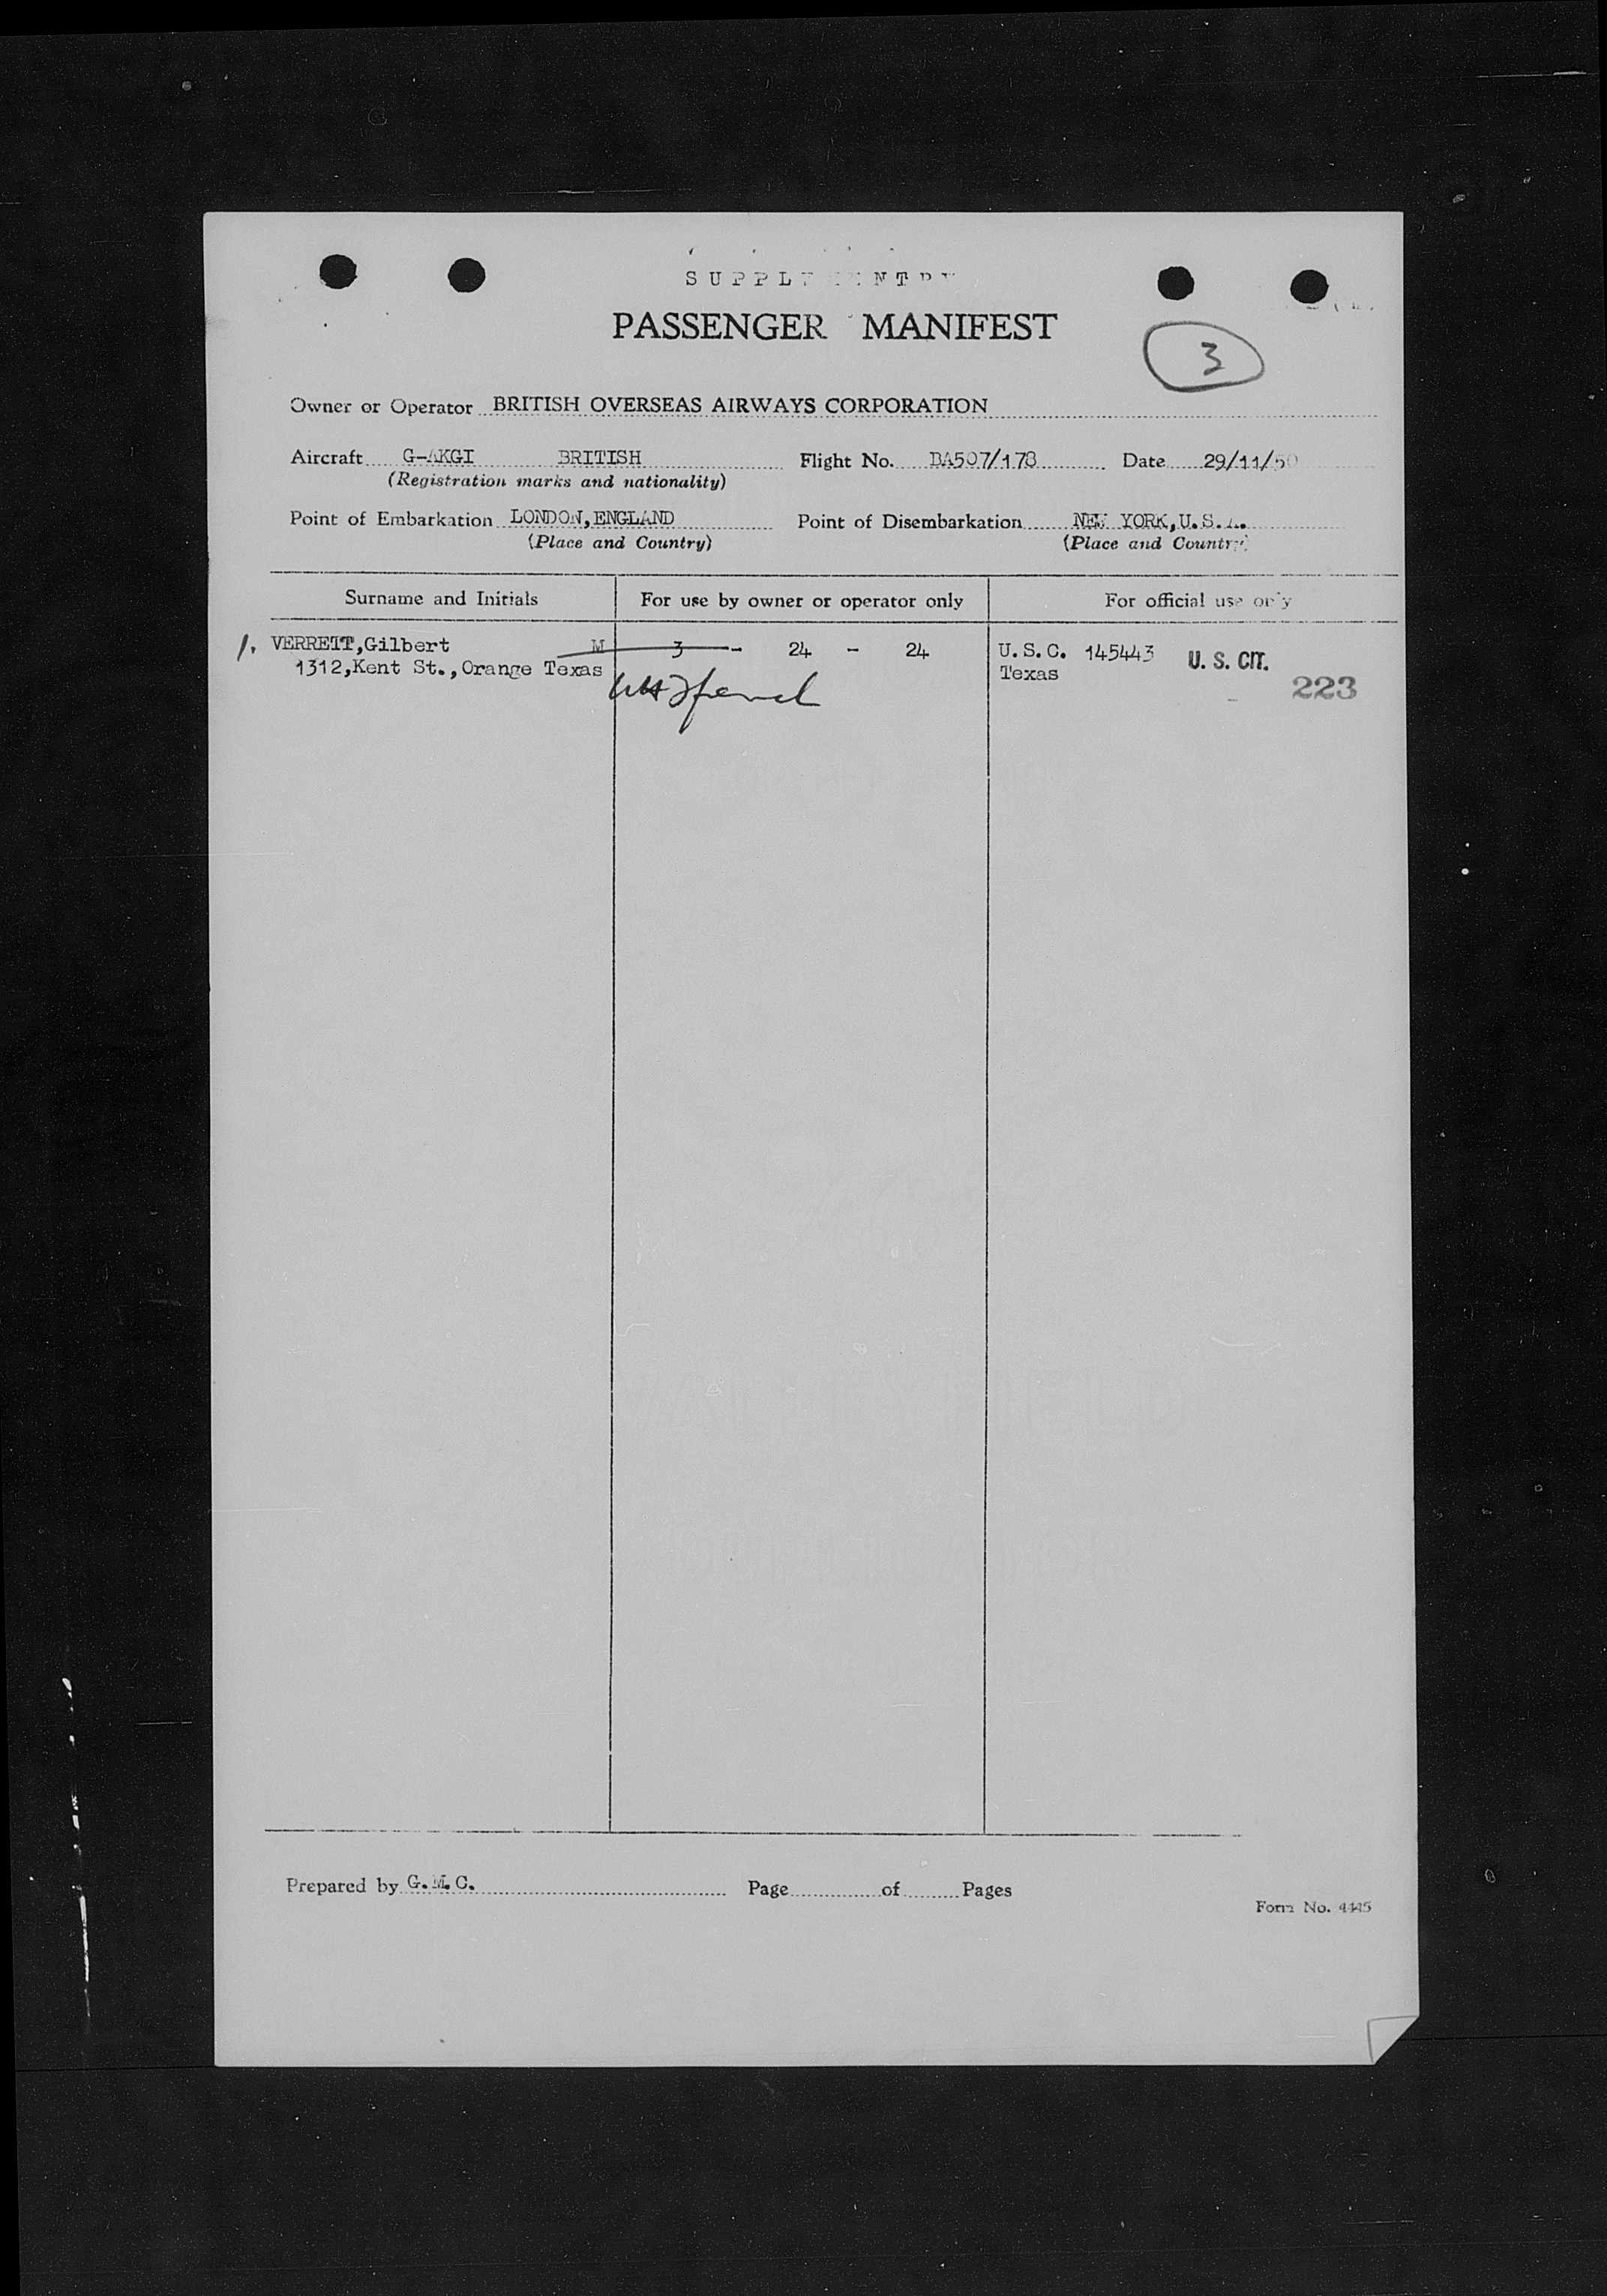 PASSENGER MANIFEST
3
Owner or Operator BRITISH OVERSEAS AIRWAYS CORPORATION
Aircraft G-AKGI BRITISH Flight No. BA507/178 Date 29/11/50
(Registration marks and nationality)
Point of Embarkation LONDON, ENGLAND Point of Disembarkation NEW YORK, U.S.A.
(Place and Country) (Place and Country)
Surname and Initials For use by owner or operator only For official use only
1. VERRETT,Gilbert M 3 - 24 - 24 U.S.C. 145443 U. S. CIT.
1312,Kent St.,Orange Texas Texas 223
Prepared by G.M.C. Page of Pages
Form No. 4445